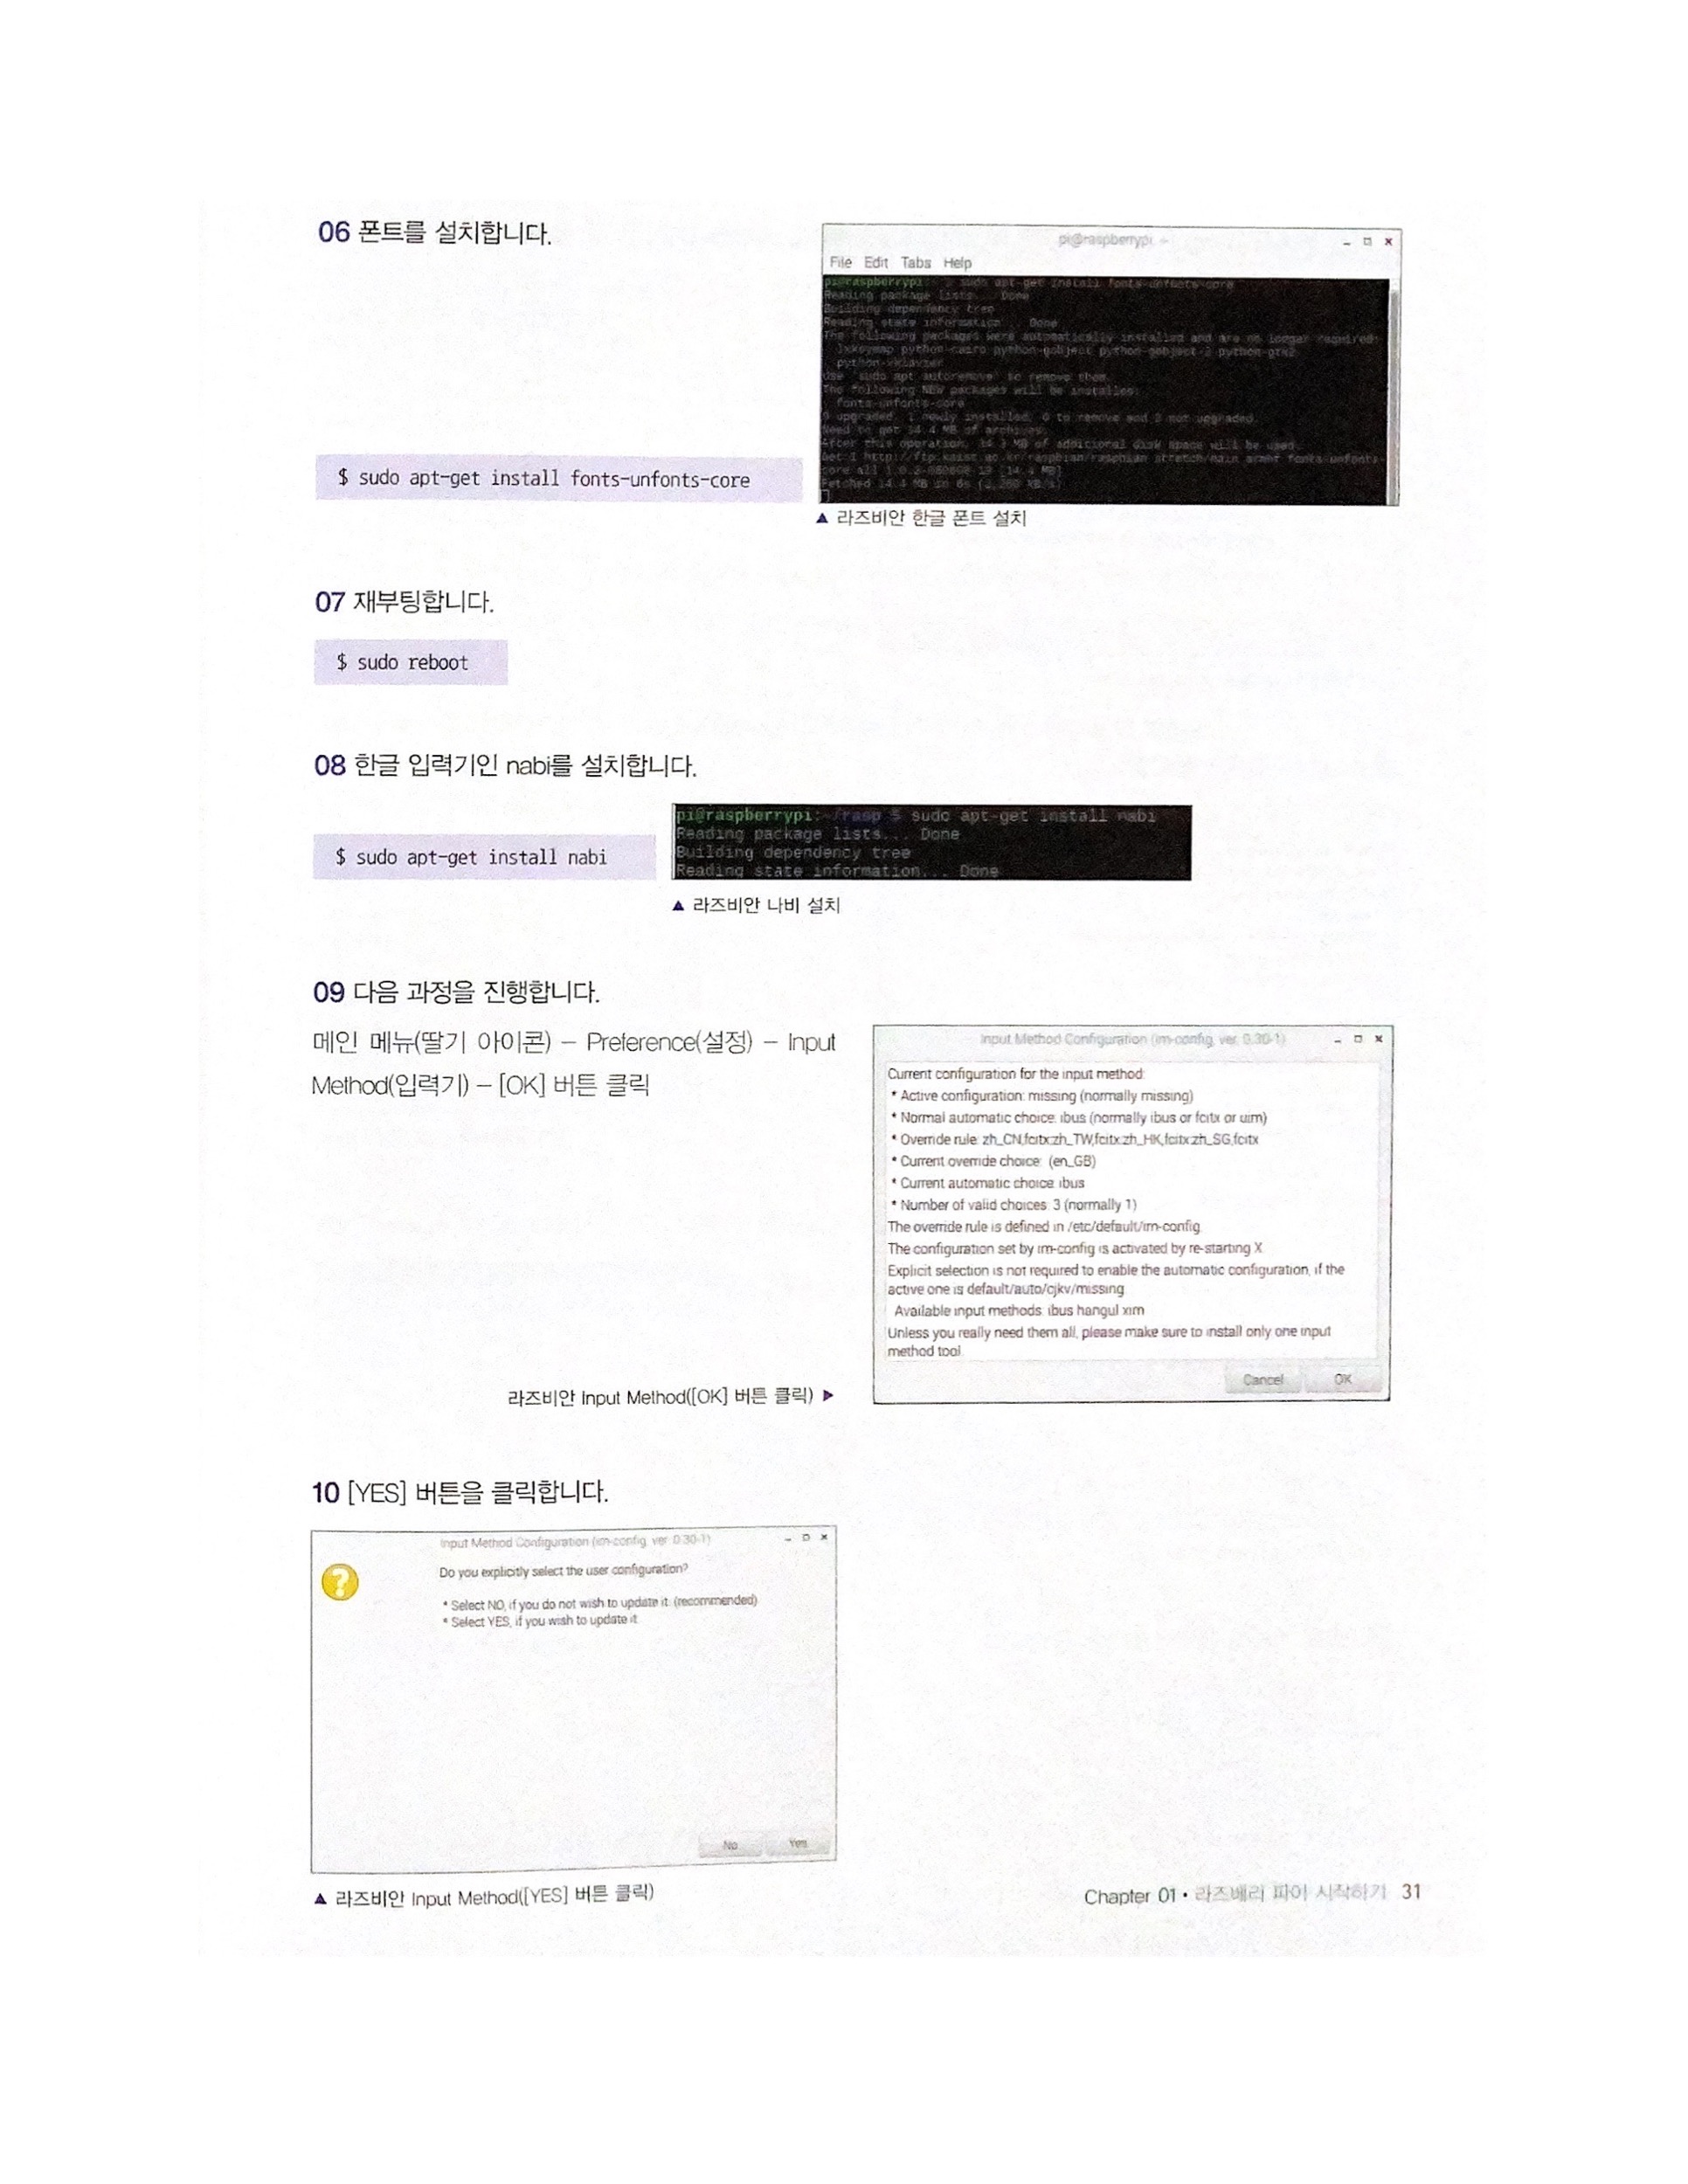 06 폰트를 설치합니다.
pi@raspberrypi: ~
File Edit Tabs Help
pi@raspberrypi:~ $ sudo apt-get install fonts-unfonts-core
Reading package lists... Done
Building dependency tree
Reading state information... Done
The following packages were automatically installed and are no longer required:
lxkeymap python-cairo python-gobject python-gobject-2 python-gtk2
python-xklavier
Use 'sudo apt autoremove' to remove them.
The following NEW packages will be installed:
fonts-unfonts-core
0 upgraded, 1 newly installed, 0 to remove and not upgraded.
Need to get 14.4 MB of archives.
After this operation, MB of additional disk space will be used.
Get:1 http://ftp.kaist.ac.kr/raspbian/raspbian stretch/main armhf fonts-unfonts-
core all [14.4 MB]
Fetched 14.4 MB in 6s
$ sudo apt-get install fonts-unfonts-core
▲ 라즈비안 한글 폰트 설치
07 재부팅합니다.
$ sudo reboot
08 한글 입력기인 nabi를 설치합니다.
pi@raspberrypi:~/rasp $ sudo apt-get install nabi
Reading package lists... Done
Building dependency tree
Reading state information... Done
$ sudo apt-get install nabi
▲ 라즈비안 나비 설치
09 다음 과정을 진행합니다.
메인 메뉴(딸기 아이콘) – Preference(설정) – Input
Method(입력기) – [OK] 버튼 클릭
Input Method Configuration (im-config, ver. 0.30-1)
Current configuration for the input method:
* Active configuration: missing (normally missing)
* Normal automatic choice: ibus (normally ibus or fcitx or uim)
* Override rule: zh_CN,fcitx:zh_TW,fcitx:zh_HK,fcitx:zh_SG,fcitx
* Current override choice: (en_GB)
* Current automatic choice: ibus
* Number of valid choices: 3 (normally 1)
The override rule is defined in /etc/default/im-config.
The configuration set by im-config is activated by re-starting X.
Explicit selection is not required to enable the automatic configuration, if the
active one is default/auto/cjkv/missing.
Available input methods: ibus hangul xim
Unless you really need them all, please make sure to install only one input
method tool.
Cancel OK
라즈비안 Input Method([OK] 버튼 클릭) ▶
10 [YES] 버튼을 클릭합니다.
Input Method Configuration (im-config, ver. 0.30-1)
Do you explicitly select the user configuration?
* Select NO, if you do not wish to update it. (recommended)
* Select YES, if you wish to update it.
No Yes
▲ 라즈비안 Input Method([YES] 버튼 클릭)
Chapter 01 • 라즈베리 파이 시작하기 31